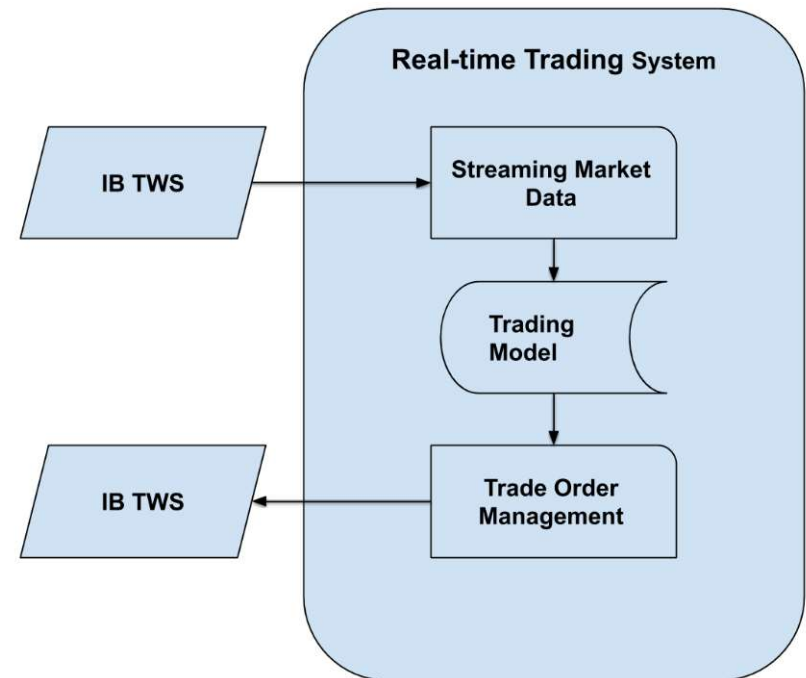 Real-time Trading System
IB TWS
Streaming Market
Data
Trading
Model
IB TWS
Trade Order
Management